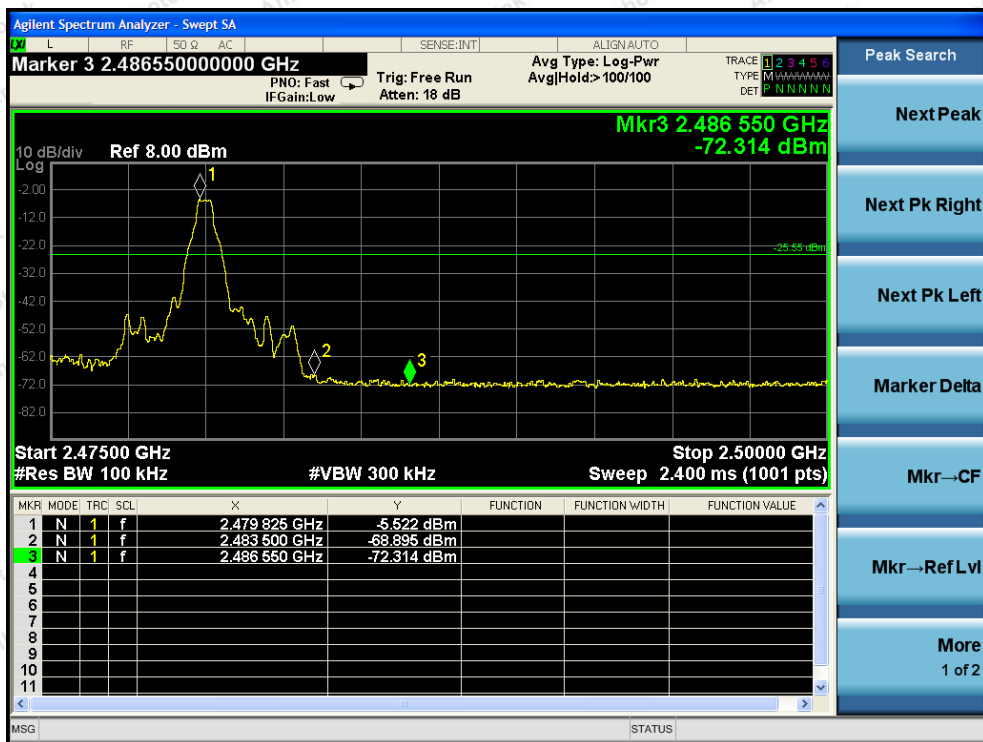 Agilent Spectrum Analyzer - Swept SA
LXI L RF 50 Ω AC SENSE:INT ALIGN AUTO
Marker 3 2.486550000000 GHz
PNO: Fast
IFGain:Low
Trig: Free Run
Atten: 18 dB
Avg Type: Log-Pwr
Avg|Hold:>100/100
TRACE 1 2 3 4 5 6
TYPE M
DET P N N N N N
Mkr3 2.486 550 GHz
-72.314 dBm
10 dB/div Ref 8.00 dBm
Log
-2.00
-12.0
-22.0
-32.0
-42.0
-52.0
-62.0
-72.0
-82.0
1
-25.55 dBm
2
3
Start 2.47500 GHz Stop 2.50000 GHz
#Res BW 100 kHz #VBW 300 kHz Sweep 2.400 ms (1001 pts)
MKR MODE TRC SCL X Y FUNCTION FUNCTION WIDTH FUNCTION VALUE
1 N 1 f 2.479 825 GHz -5.522 dBm
2 N 1 f 2.483 500 GHz -68.895 dBm
3 N 1 f 2.486 550 GHz -72.314 dBm
4
5
6
7
8
9
10
11
MSG STATUS
Peak Search
Next Peak
Next Pk Right
Next Pk Left
Marker Delta
Mkr→CF
Mkr→Ref Lvl
More
1 of 2